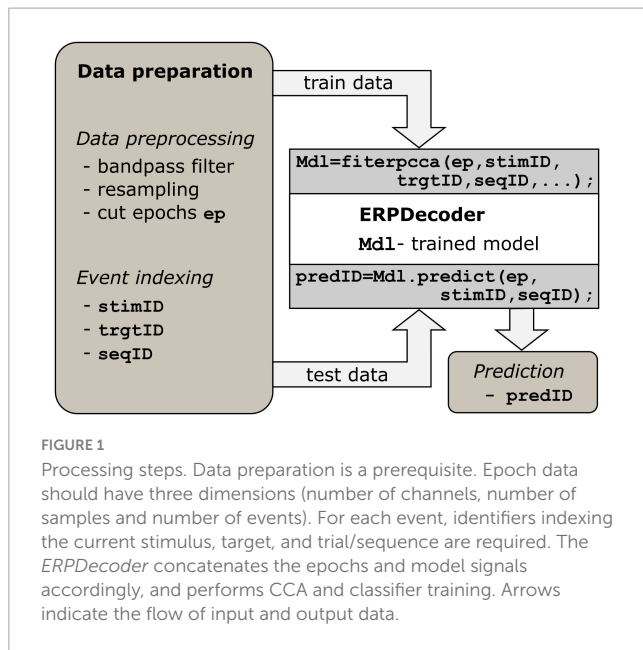 Data preparation
Data preprocessing
- bandpass filter
- resampling
- cut epochs ep
Event indexing
- stimID
- trgtID
- seqID
train data
Mdl=fiterpcca(ep,stimID,
trgtID,seqID,...);
ERPDecoder
Mdl- trained model
predID=Mdl.predict(ep,
stimID,seqID);
test data
Prediction
- predID
FIGURE 1
Processing steps. Data preparation is a prerequisite. Epoch data
should have three dimensions (number of channels, number of
samples and number of events). For each event, identifiers indexing
the current stimulus, target, and trial/sequence are required. The
ERPDecoder concatenates the epochs and model signals
accordingly, and performs CCA and classifier training. Arrows
indicate the flow of input and output data.